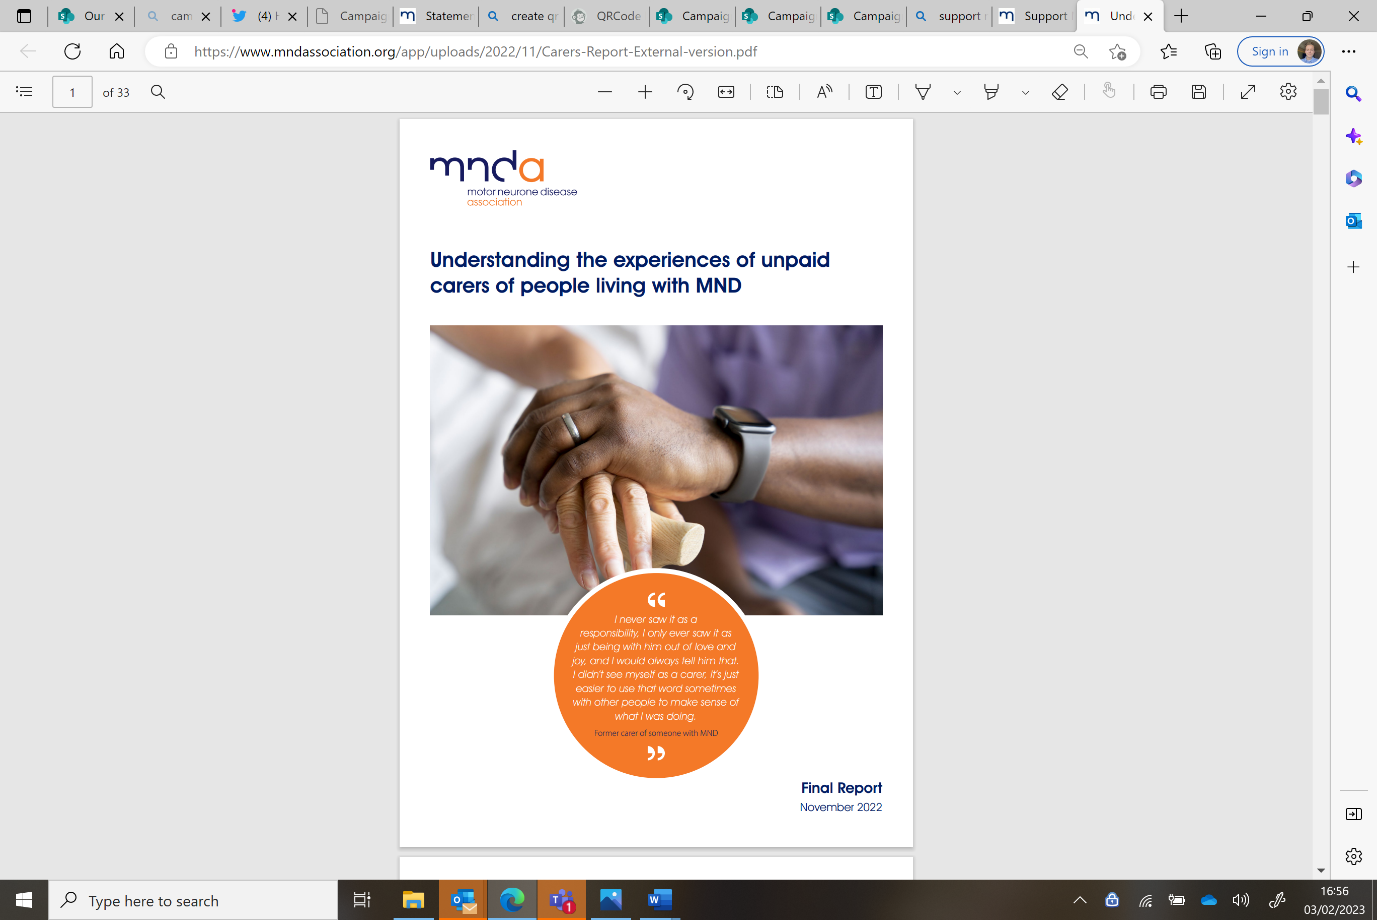 Our
cam
(4) H
Campaig
Statemer
create qr
QRCode
Campaig
Campaig
Campaig
support r
Support
Und
https://www.mndassociation.org/app/uploads/2022/11/Carers-Report-External-version.pdf
Sign in
1
of 33
mnda
motor neurone disease
association
Understanding the experiences of unpaid
carers of people living with MND
“
I never saw it as a
responsibility, I only ever saw it as
just being with him out of love and
joy, and I would always tell him that.
I didn't see myself as a carer, it's just
easier to use that word sometimes
with other people to make sense of
what I was doing.
Former carer of someone with MND
”
Final Report
November 2022
Type here to search
1
16:56
03/02/2023